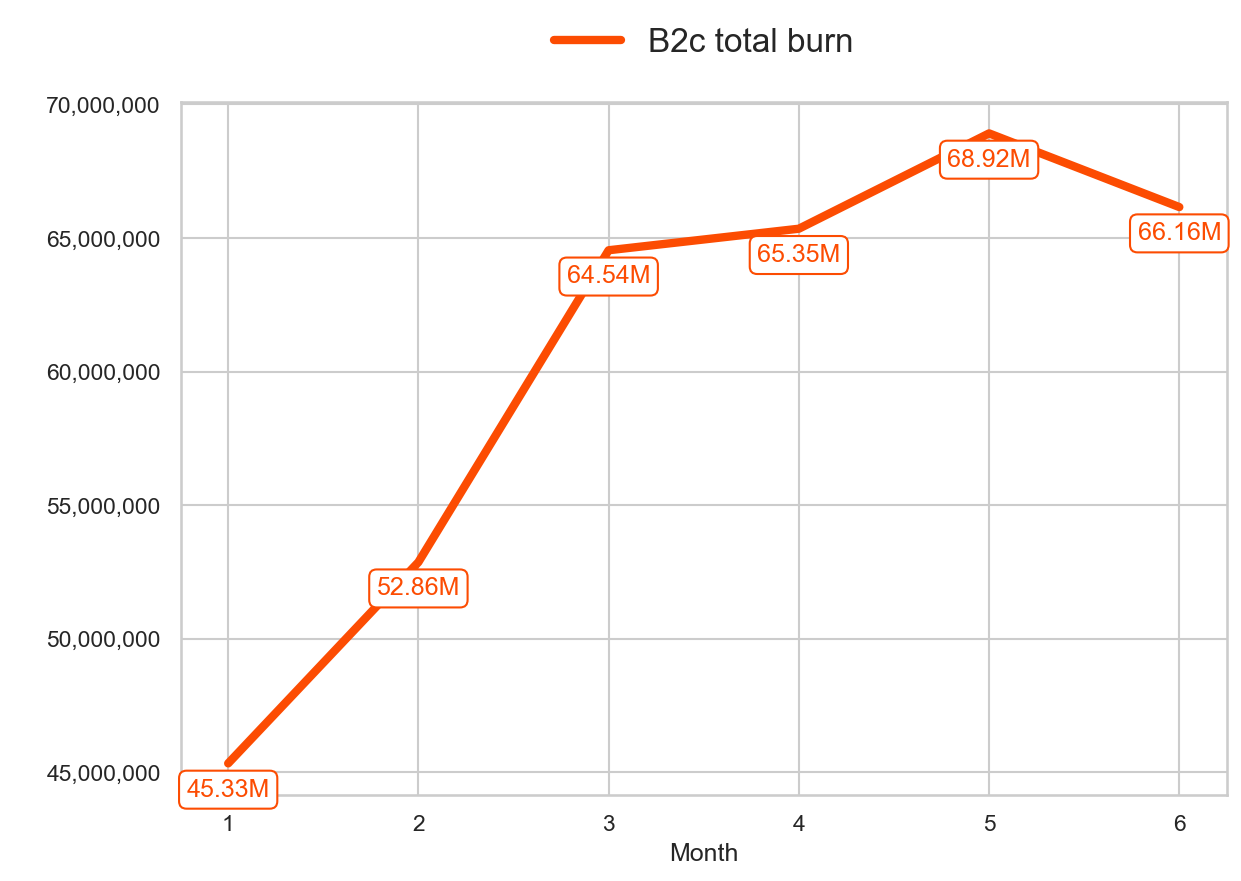 B2c total burn
70,000,000
68.92M
66.16M
65,000,000
65.35M
64.54M
60,000,000
55,000,000
52.86M
50,000,000
45,000,000
45.33M
1 2 3 4 5 6
Month